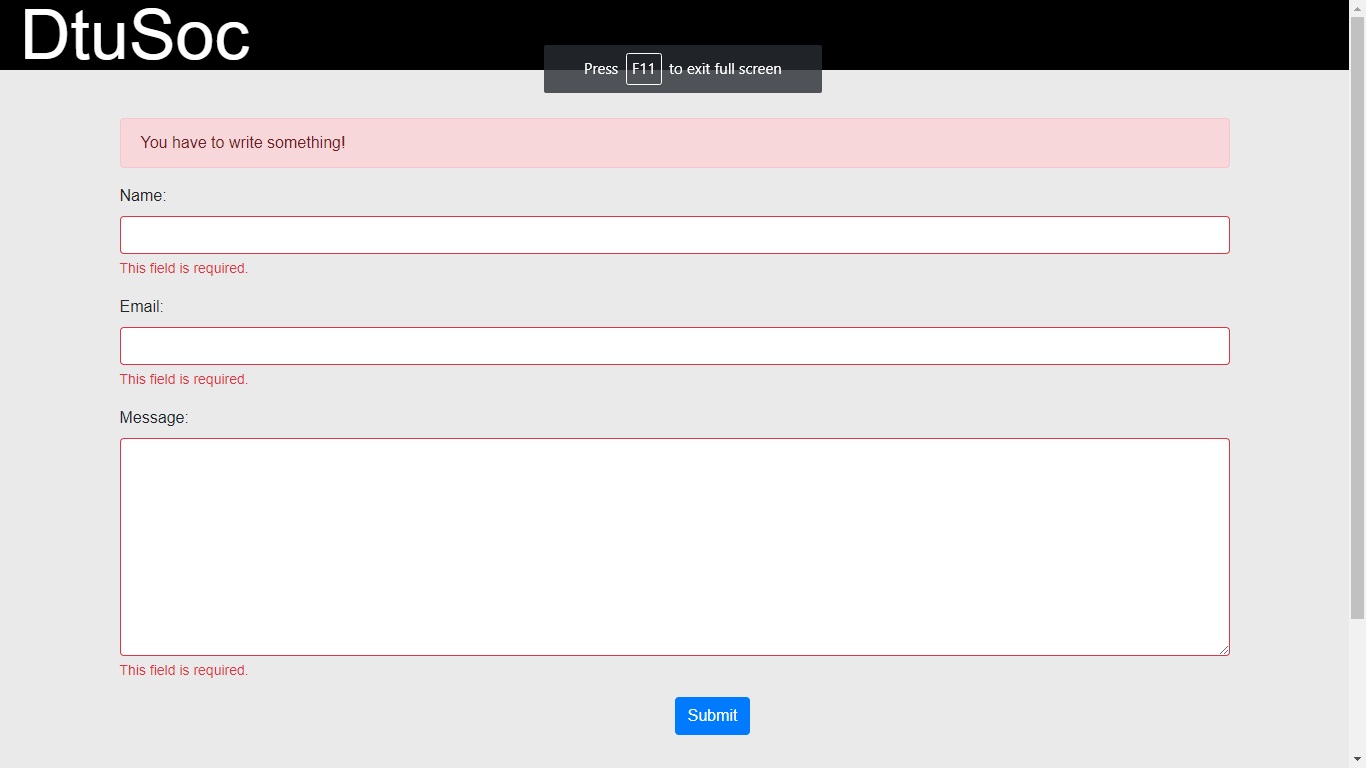 DtuSoc
Press F11 to exit full screen
You have to write something!
Name:
This field is required.
Email:
This field is required.
Message:
This field is required.
Submit